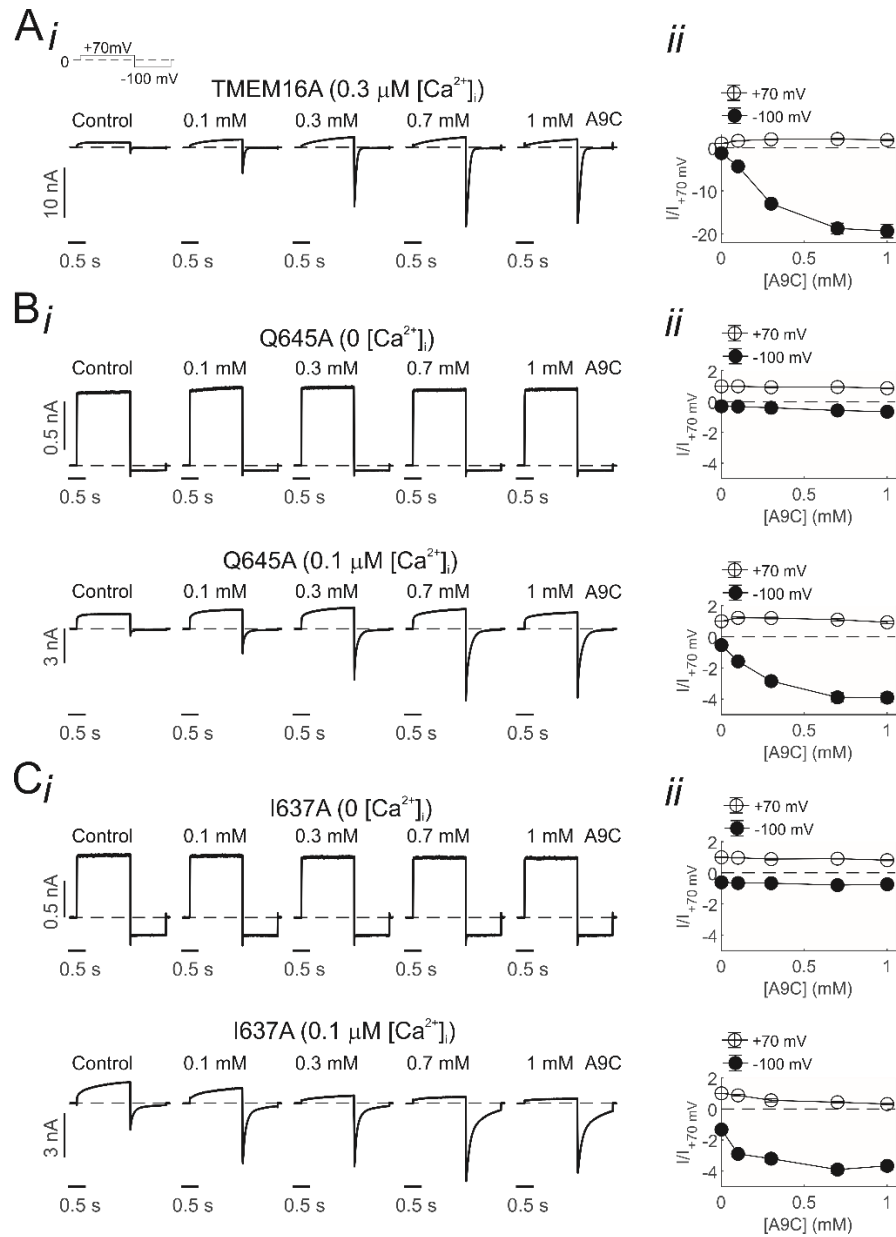 A i
ii
+70mV
0
-100 mV
TMEM16A (0.3 μM [Ca²⁺]ᵢ)
Control 0.1 mM 0.3 mM 0.7 mM 1 mM A9C
10 nA
0.5 s 0.5 s 0.5 s 0.5 s 0.5 s
+70 mV
-100 mV
I/I+70 mV
0
-10
-20
0 0.5 1
[A9C] (mM)
B i
ii
Q645A (0 [Ca²⁺]ᵢ)
Control 0.1 mM 0.3 mM 0.7 mM 1 mM A9C
0.5 nA
0.5 s 0.5 s 0.5 s 0.5 s 0.5 s
+70 mV
-100 mV
I/I+70 mV
2
0
-2
-4
0 0.5 1
[A9C] (mM)
Q645A (0.1 μM [Ca²⁺]ᵢ)
Control 0.1 mM 0.3 mM 0.7 mM 1 mM A9C
3 nA
0.5 s 0.5 s 0.5 s 0.5 s 0.5 s
+70 mV
-100 mV
I/I+70 mV
2
0
-2
-4
0 0.5 1
[A9C] (mM)
C i
ii
I637A (0 [Ca²⁺]ᵢ)
Control 0.1 mM 0.3 mM 0.7 mM 1 mM A9C
0.5 nA
0.5 s 0.5 s 0.5 s 0.5 s 0.5 s
+70 mV
-100 mV
I/I+70 mV
2
0
-2
-4
0 0.5 1
[A9C] (mM)
I637A (0.1 μM [Ca²⁺]ᵢ)
Control 0.1 mM 0.3 mM 0.7 mM 1 mM A9C
3 nA
0.5 s 0.5 s 0.5 s 0.5 s 0.5 s
+70 mV
-100 mV
I/I+70 mV
2
0
-2
-4
0 0.5 1
[A9C] (mM)